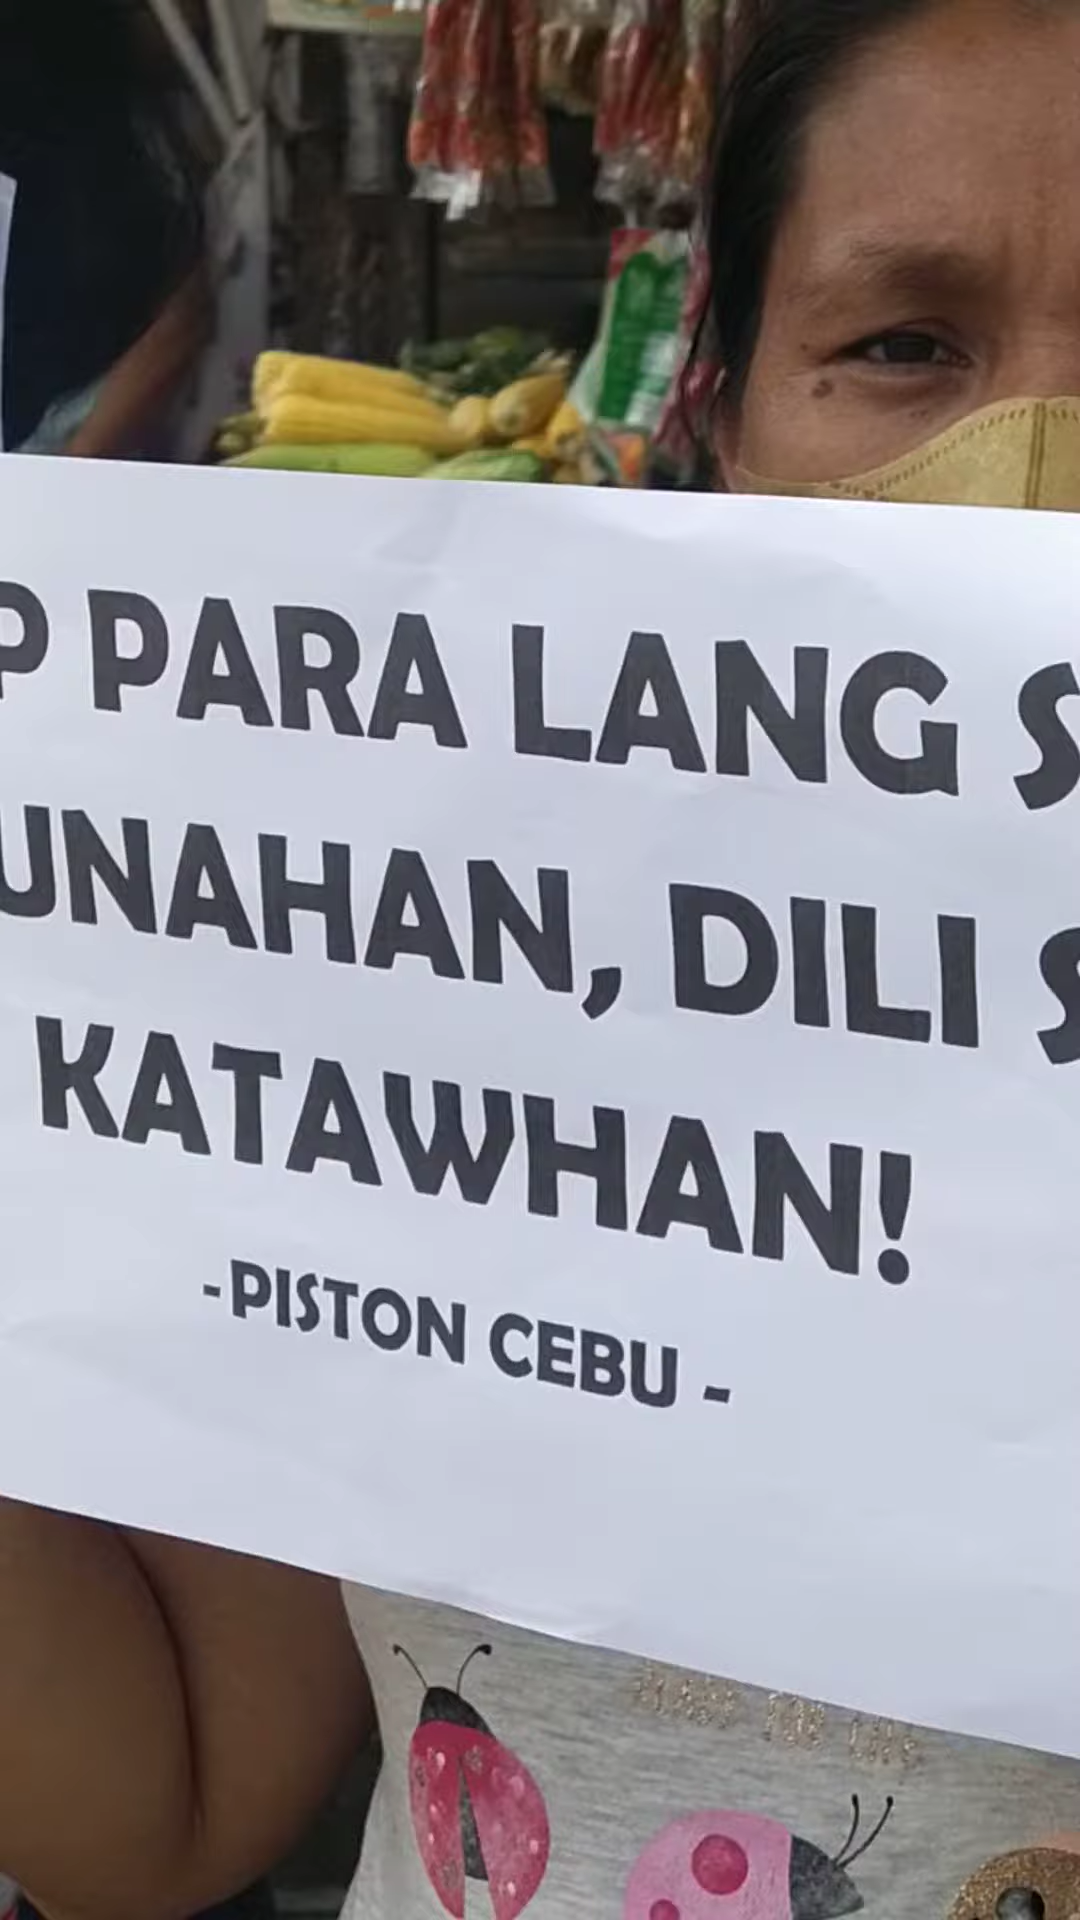 P PARA LANG S
UNAHAN, DILI S
KATAWHAN!
-PISTON CEBU -